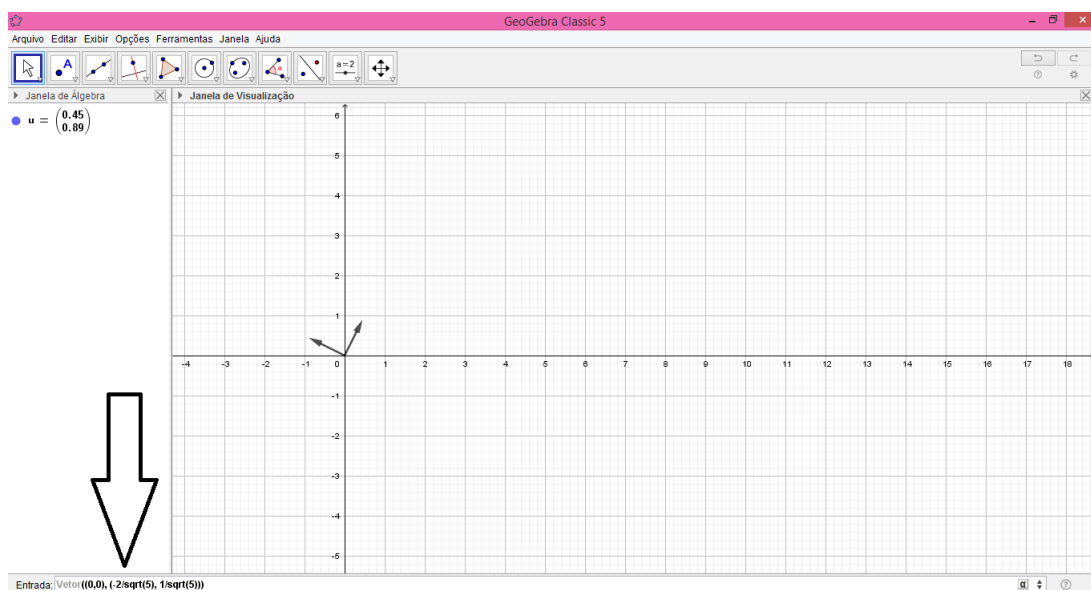 GeoGebra Classic 5
Arquivo Editar Exibir Opções Ferramentas Janela Ajuda
A
α
a=2
Janela de Álgebra
Janela de Visualização
u = (0.45
0.89)
6
5
4
3
2
1
-4 -3 -2 -1 0 1 2 3 4 5 6 7 8 9 10 11 12 13 14 15 16 17 18
-1
-2
-3
-4
-5
Entrada: Vetor((0,0), (-2/sqrt(5), 1/sqrt(5))) α